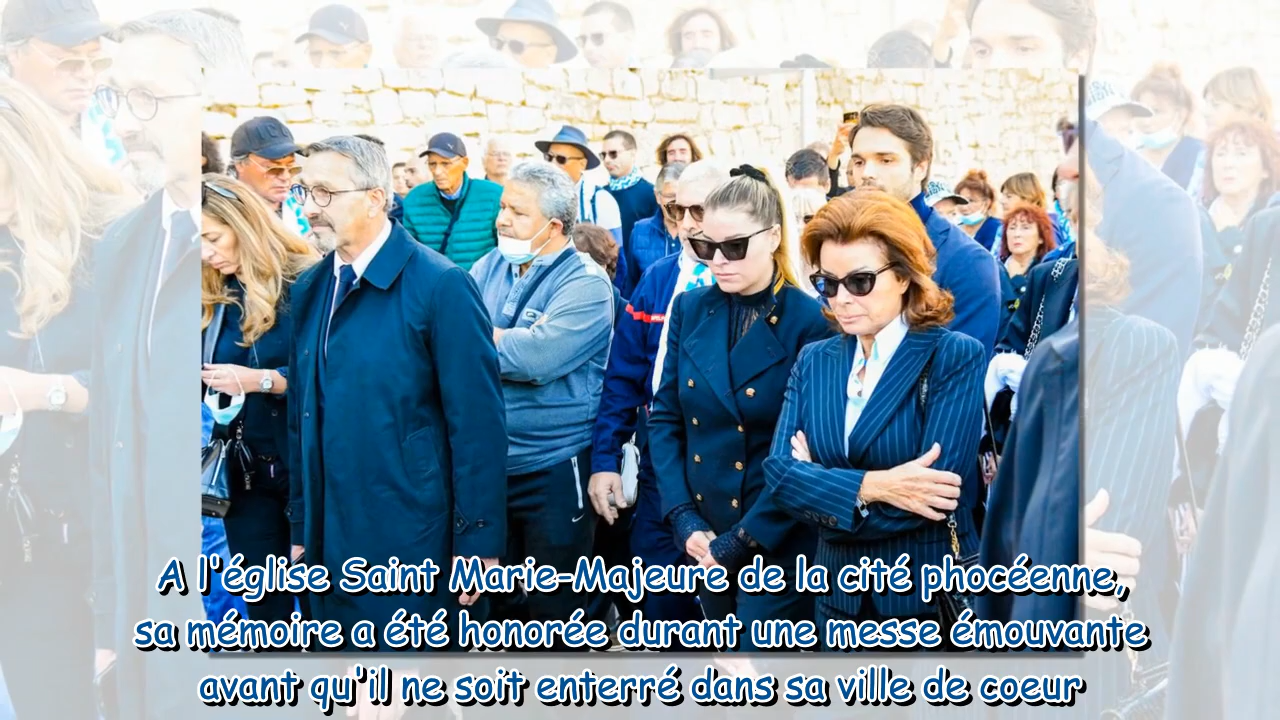 A l'église Saint Marie-Majeure de la cité phocéenne,
sa mémoire a été honorée durant une messe émouvante
avant qu'il ne soit enterré dans sa ville de coeur